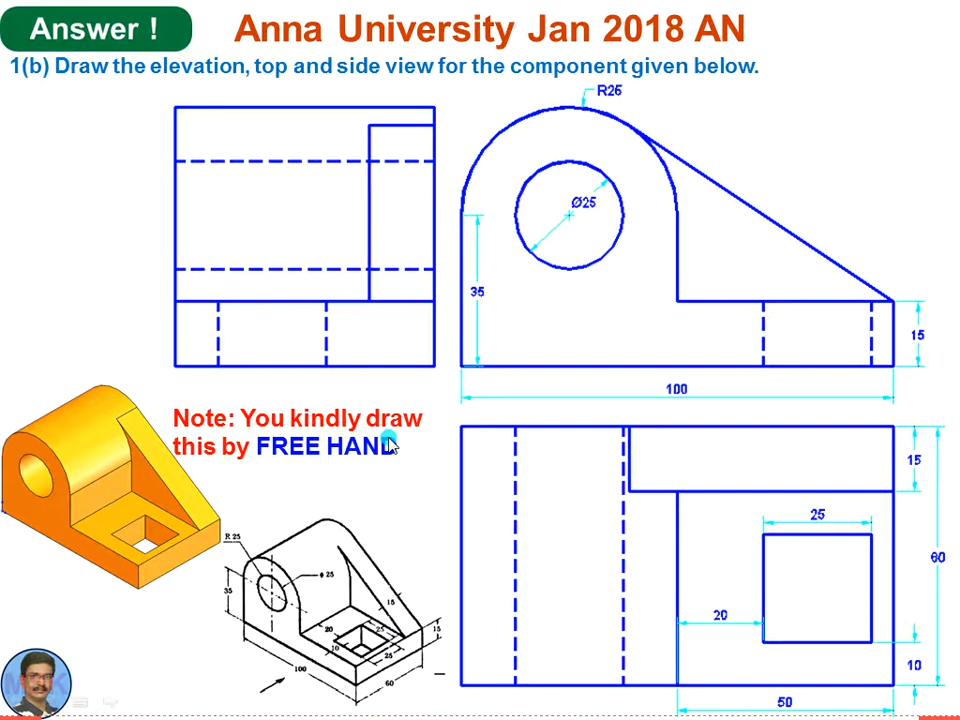 Answer !
Anna University Jan 2018 AN
1(b) Draw the elevation, top and side view for the component given below.
R25
Ø25
35
15
100
Note: You kindly draw
this by FREE HAND
15
25
60
20
10
50
R 25
Φ 25
35
15
20
25
15
10
25
100
60